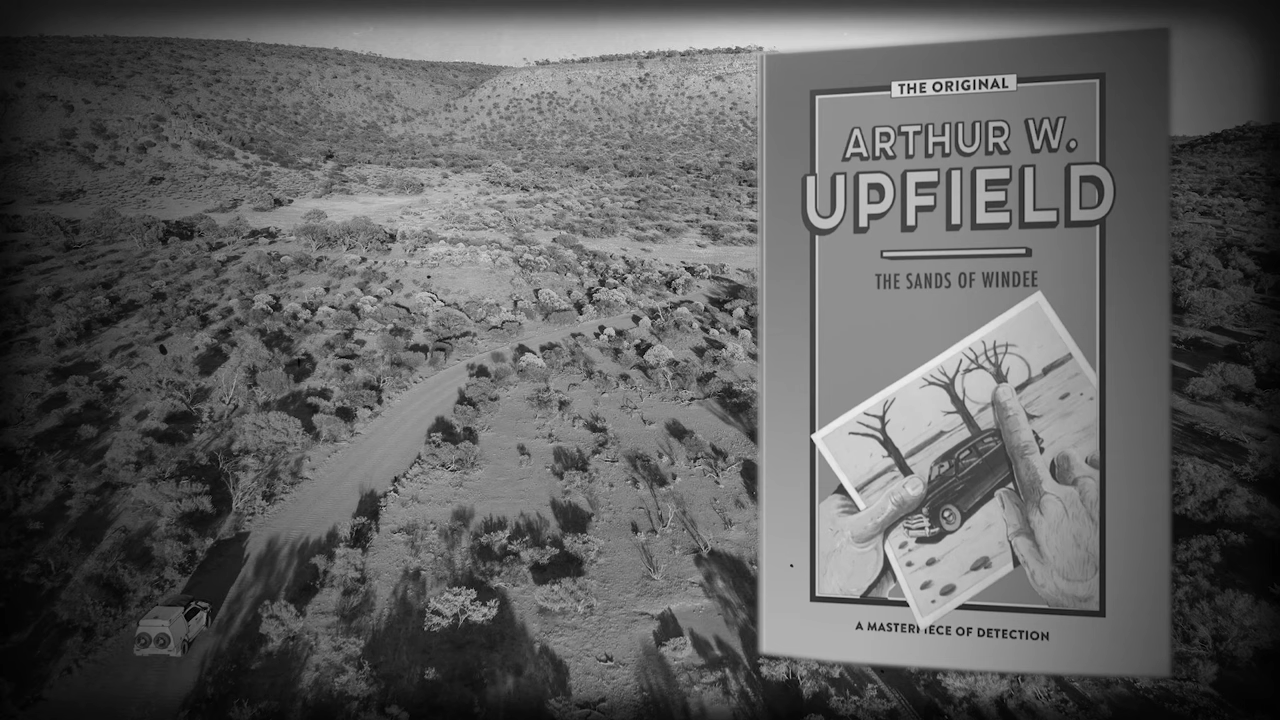 THE ORIGINAL
ARTHUR W.
UPFIELD
THE SANDS OF WINDEE
A MASTERPIECE OF DETECTION